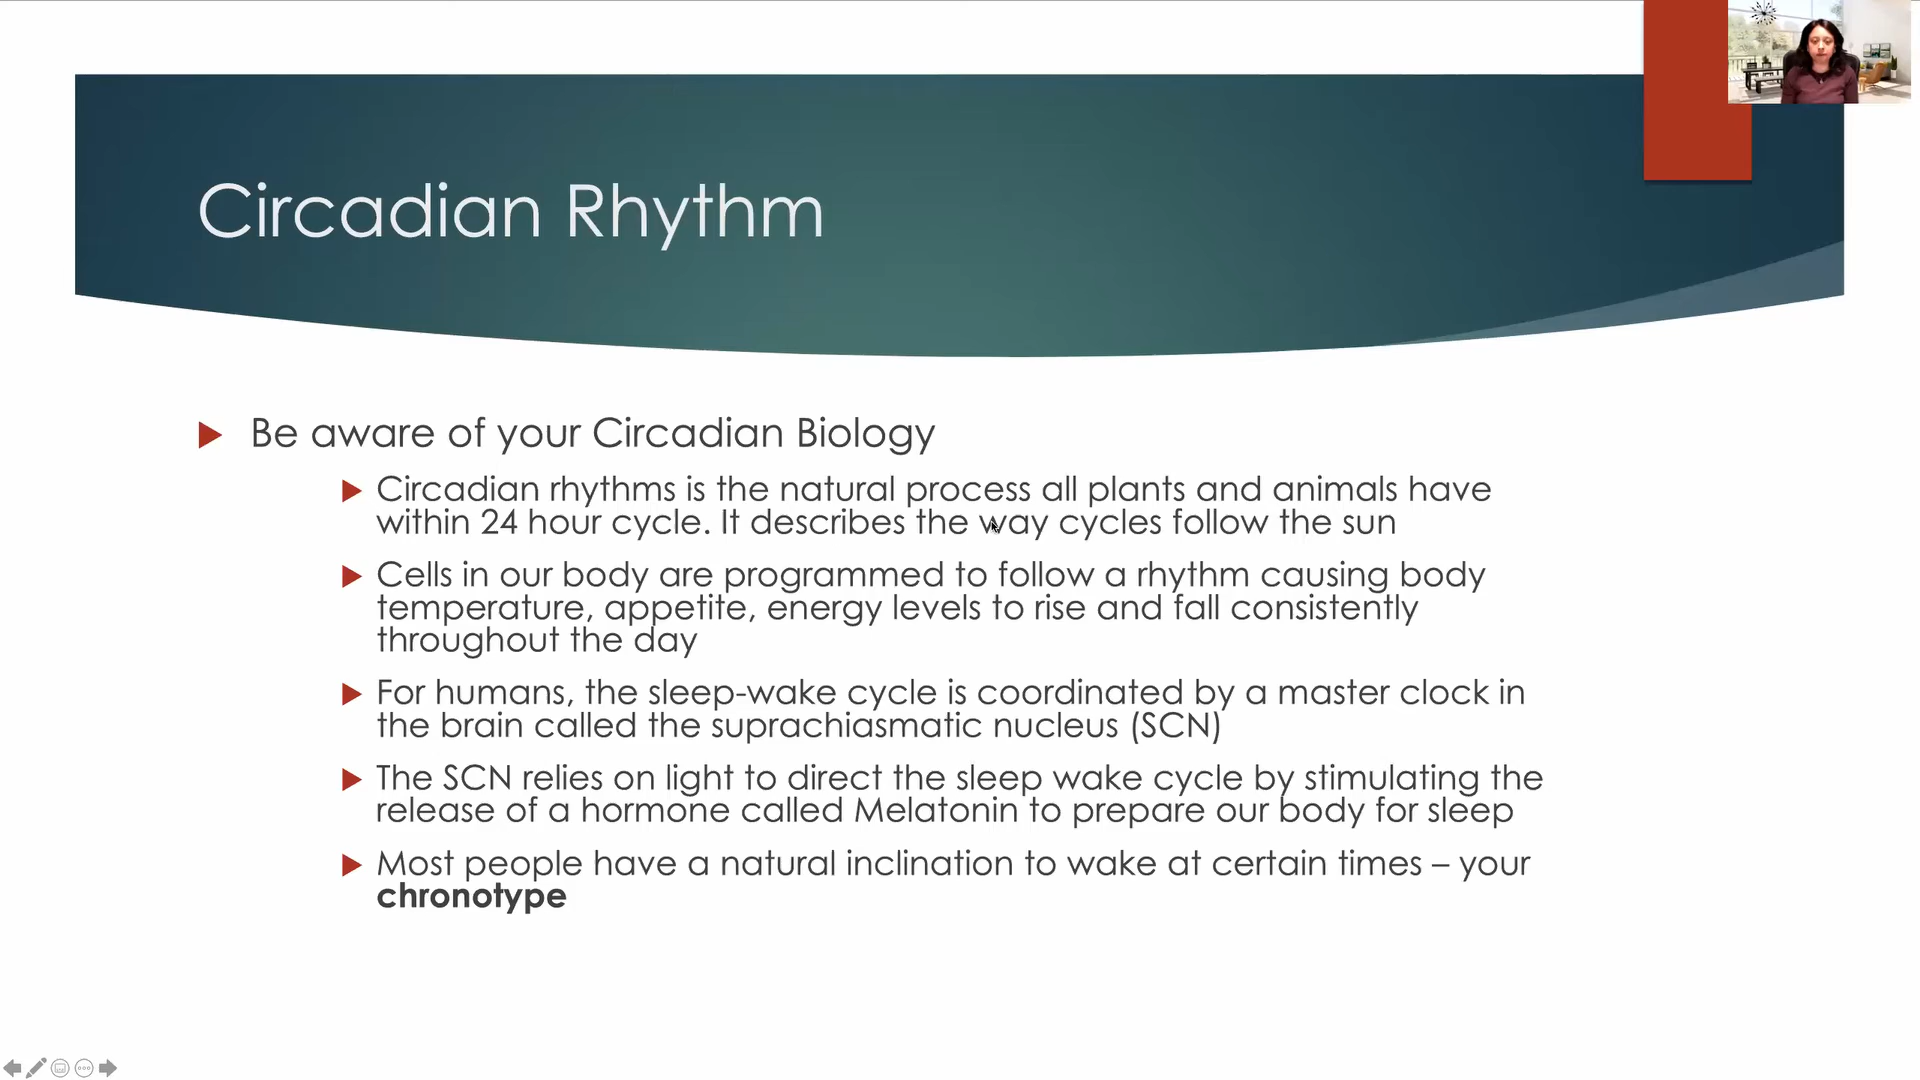 Circadian Rhythm
Be aware of your Circadian Biology
Circadian rhythms is the natural process all plants and animals have
within 24 hour cycle. It describes the way cycles follow the sun
Cells in our body are programmed to follow a rhythm causing body
temperature, appetite, energy levels to rise and fall consistently
throughout the day
For humans, the sleep-wake cycle is coordinated by a master clock in
the brain called the suprachiasmatic nucleus (SCN)
The SCN relies on light to direct the sleep wake cycle by stimulating the
release of a hormone called Melatonin to prepare our body for sleep
Most people have a natural inclination to wake at certain times – your
chronotype